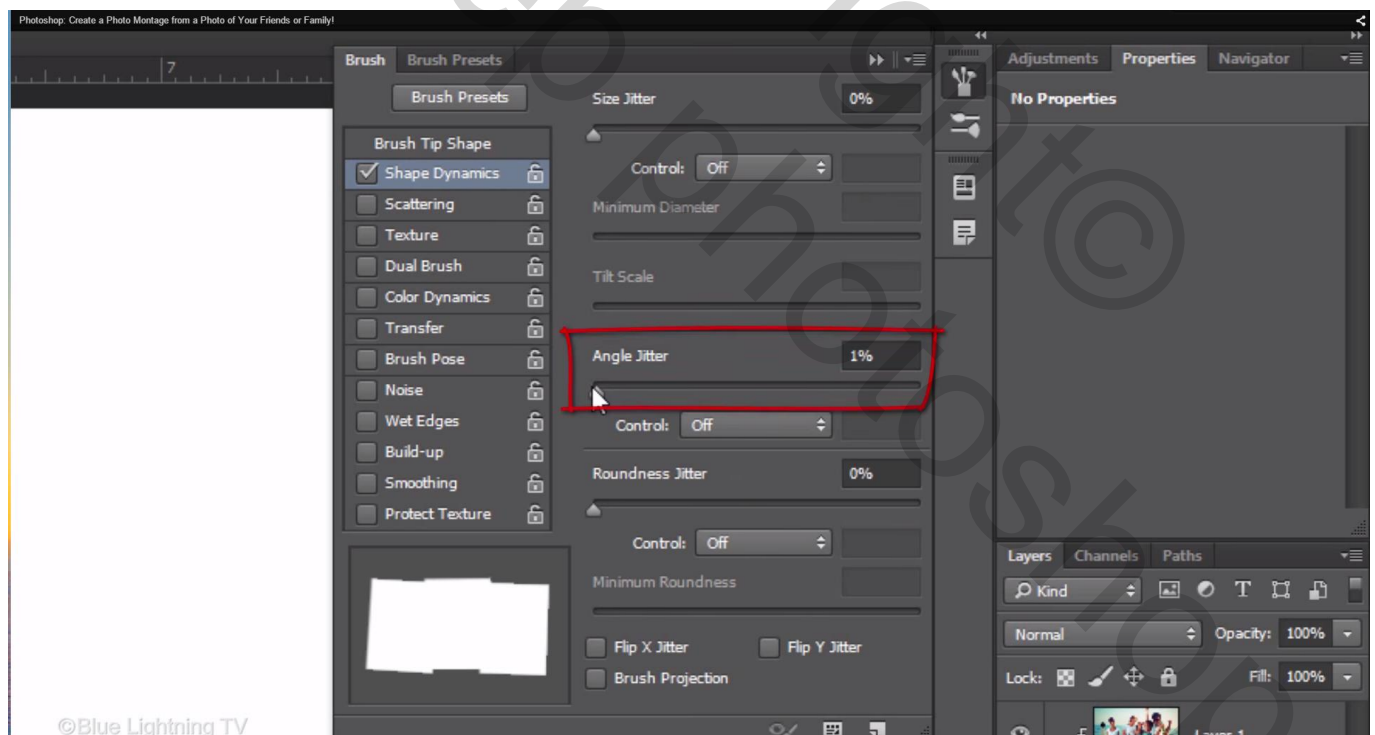 Photoshop: Create a Photo Montage from a Photo of Your Friends or Family!
7
Brush Brush Presets
Brush Presets
Brush Tip Shape
Shape Dynamics
Scattering
Texture
Dual Brush
Color Dynamics
Transfer
Brush Pose
Noise
Wet Edges
Build-up
Smoothing
Protect Texture
Size Jitter 0%
Control: Off
Minimum Diameter
Tilt Scale
Angle Jitter 1%
Control: Off
Roundness Jitter 0%
Control: Off
Minimum Roundness
Flip X Jitter Flip Y Jitter
Brush Projection
Adjustments Properties Navigator
No Properties
Layers Channels Paths
Kind
Normal Opacity: 100%
Lock: Fill: 100%
Layer 1
©Blue Lightning TV
photoshop